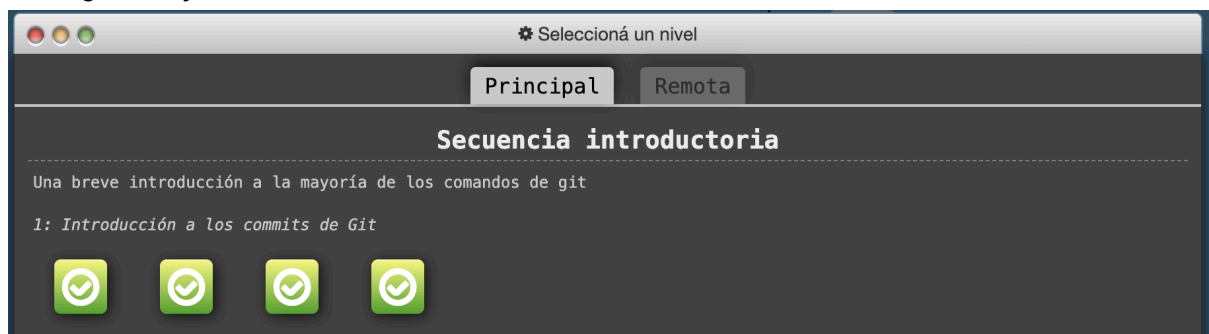 Seleccioná un nivel
Principal Remota
Secuencia introductoria
Una breve introducción a la mayoría de los comandos de git
1: Introducción a los commits de Git